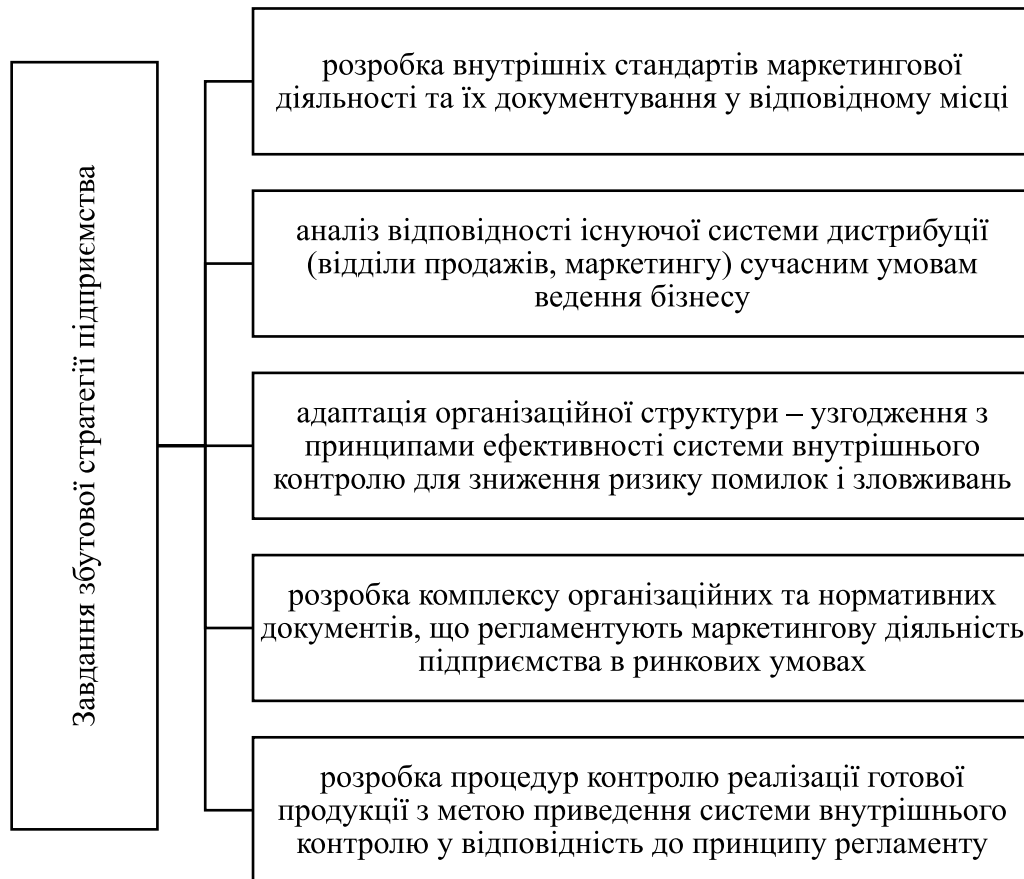 Завдання збутової стратегії підприємства
розробка внутрішніх стандартів маркетингової
діяльності та їх документування у відповідному місці
аналіз відповідності існуючої системи дистрибуції
(відділи продажів, маркетингу) сучасним умовам
ведення бізнесу
адаптація організаційної структури – узгодження з
принципами ефективності системи внутрішнього
контролю для зниження ризику помилок і зловживань
розробка комплексу організаційних та нормативних
документів, що регламентують маркетингову діяльність
підприємства в ринкових умовах
розробка процедур контролю реалізації готової
продукції з метою приведення системи внутрішнього
контролю у відповідність до принципу регламенту